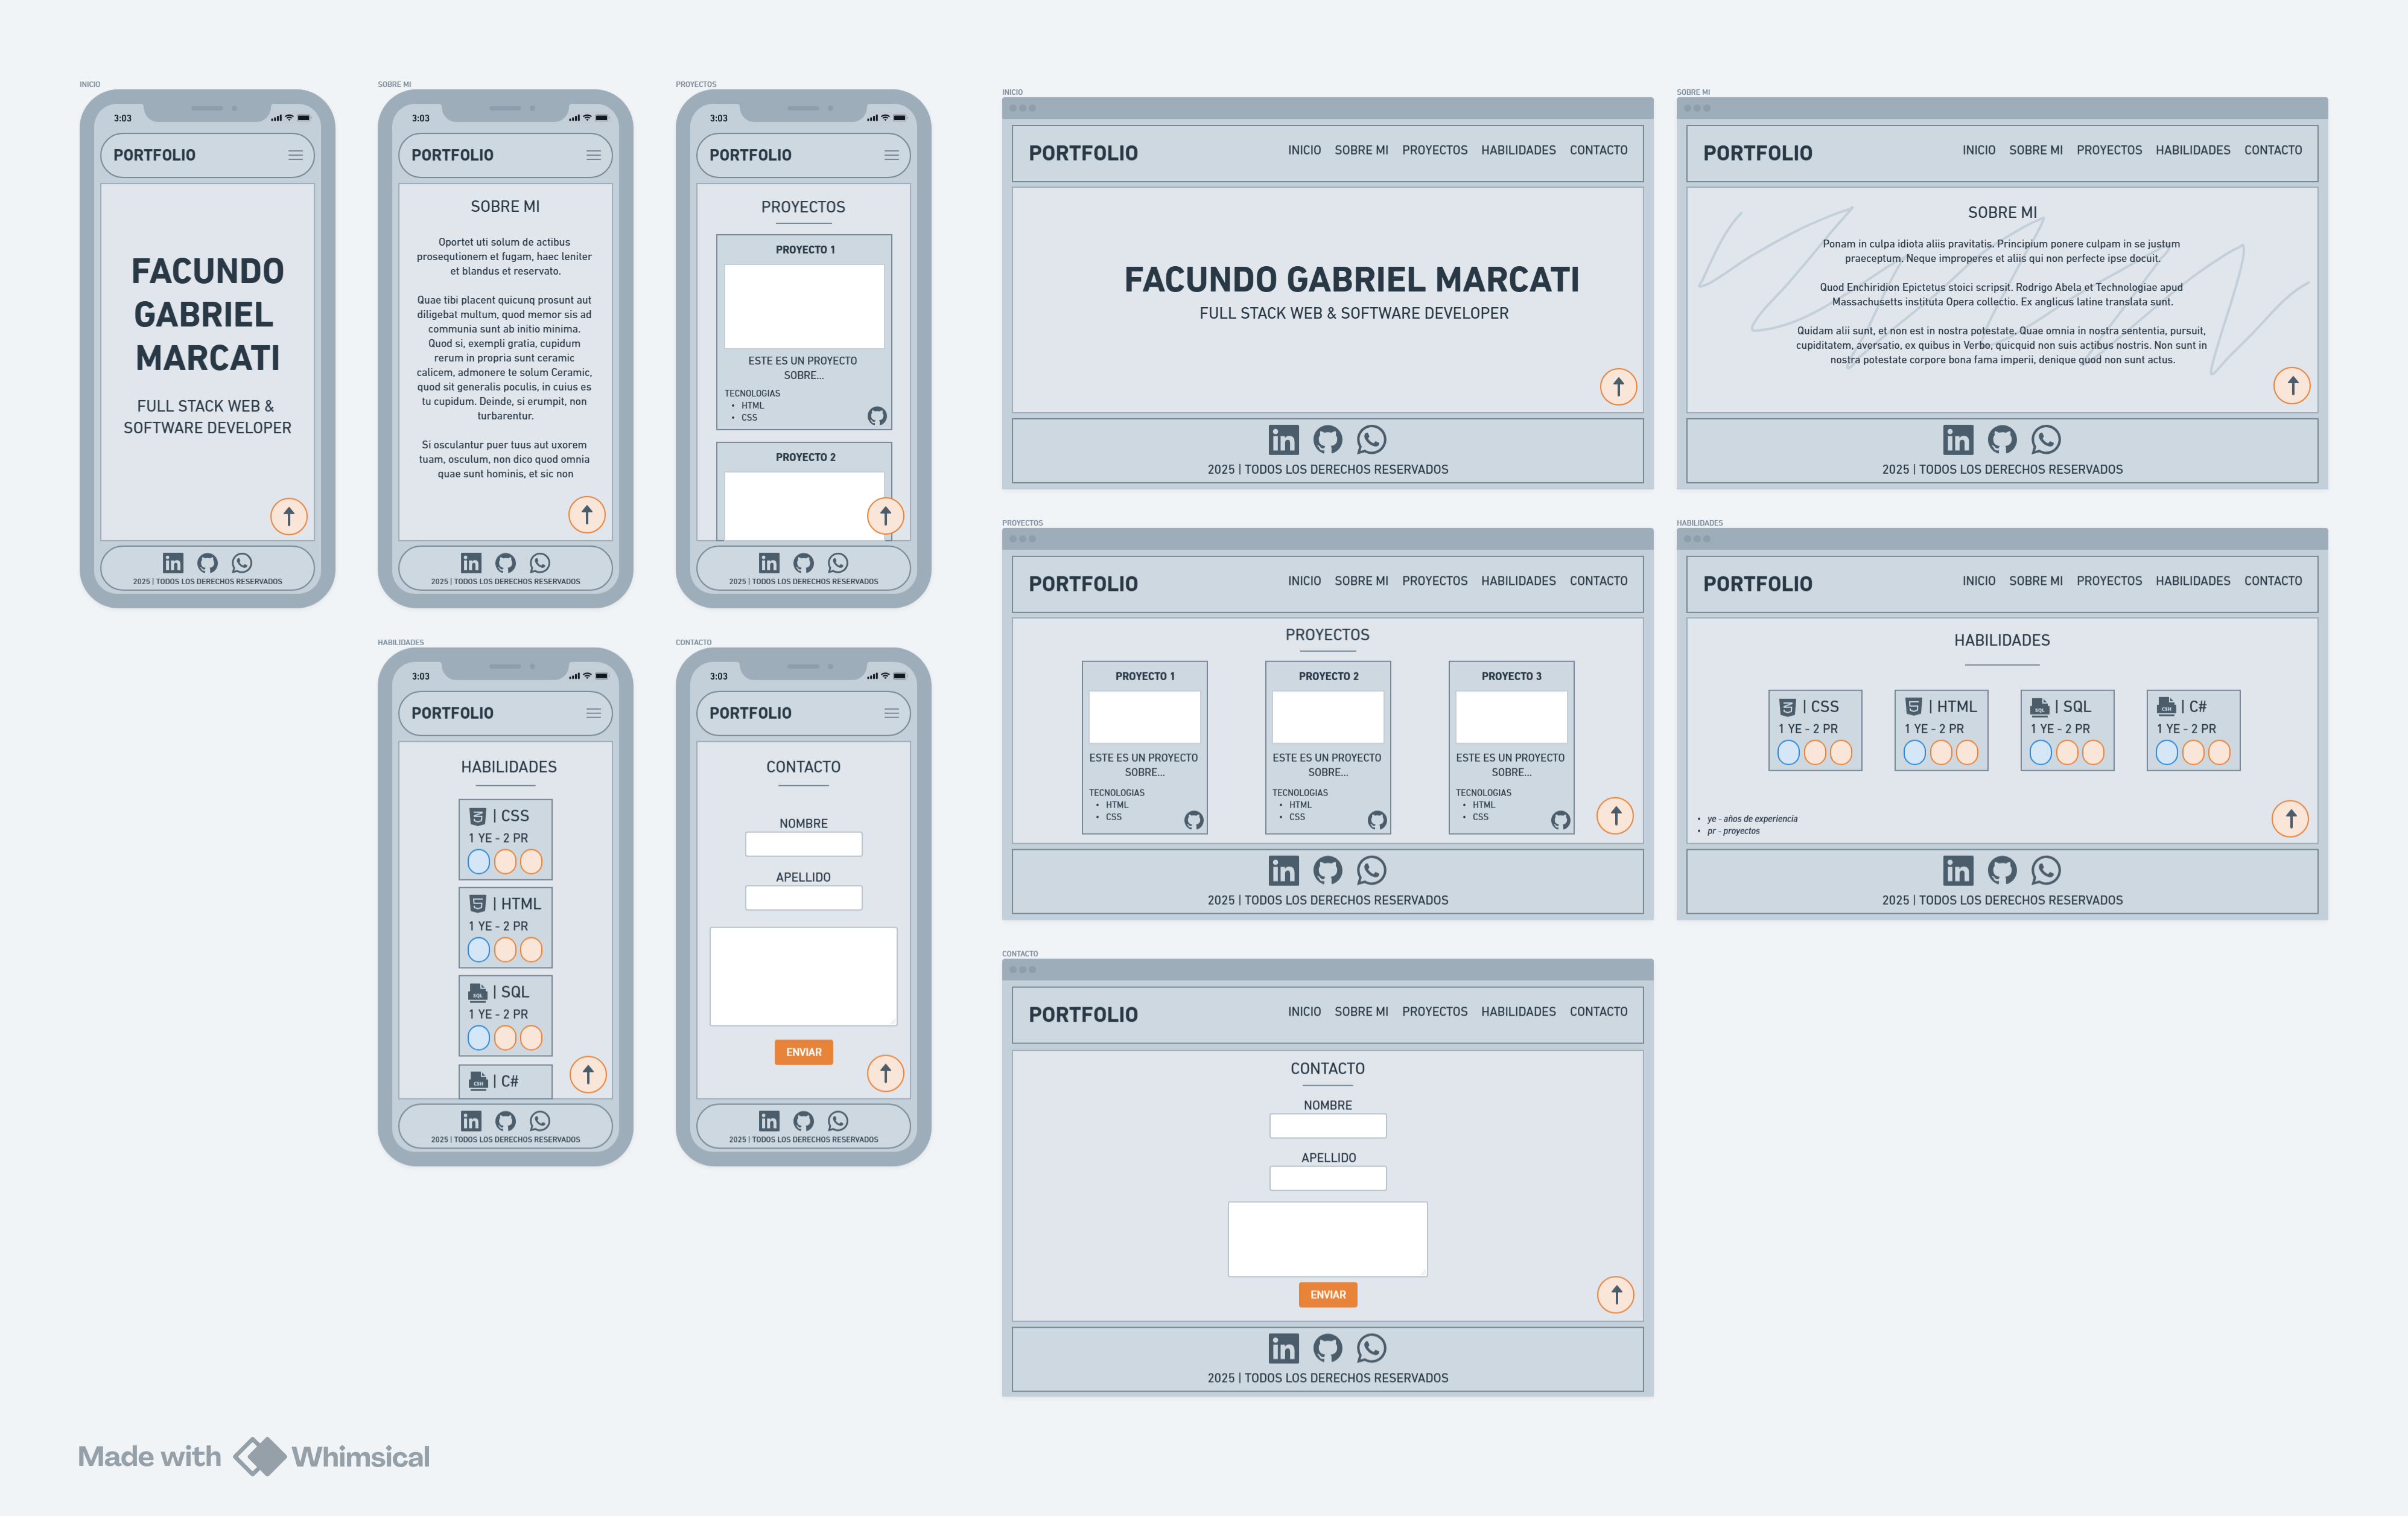 INICIO
3:03
PORTFOLIO
FACUNDO
GABRIEL
MARCATI
FULL STACK WEB &
SOFTWARE DEVELOPER
in
2025 | TODOS LOS DERECHOS RESERVADOS
SOBRE MI
3:03
PORTFOLIO
SOBRE MI
Oportet uti solum de actibus
prosequtionem et fugam, haec leniter
et blandus et reservato.
Quae tibi placent quicunq prosunt aut
diligebat multum, quod memor sis ad
communia sunt ab initio minima.
Quod si, exempli gratia, cupidum
rerum in propria sunt ceramic
calicem, admonere te solum Ceramic,
quod sit generalis poculis, in cuius es
tu cupidum. Deinde, si erumpit, non
turbarentur.
Si osculantur puer tuus aut uxorem
tuam, osculum, non dico quod omnia
quae sunt hominis, et sic non
in
2025 | TODOS LOS DERECHOS RESERVADOS
PROYECTOS
3:03
PORTFOLIO
PROYECTOS
PROYECTO 1
ESTE ES UN PROYECTO
SOBRE...
TECNOLOGIAS
• HTML
• CSS
PROYECTO 2
in
2025 | TODOS LOS DERECHOS RESERVADOS
HABILIDADES
3:03
PORTFOLIO
HABILIDADES
| CSS
1 YE - 2 PR
| HTML
1 YE - 2 PR
SQL | SQL
1 YE - 2 PR
CSH | C#
in
2025 | TODOS LOS DERECHOS RESERVADOS
CONTACTO
3:03
PORTFOLIO
CONTACTO
NOMBRE
APELLIDO
ENVIAR
in
2025 | TODOS LOS DERECHOS RESERVADOS
INICIO
PORTFOLIO INICIO SOBRE MI PROYECTOS HABILIDADES CONTACTO
FACUNDO GABRIEL MARCATI
FULL STACK WEB & SOFTWARE DEVELOPER
in
2025 | TODOS LOS DERECHOS RESERVADOS
SOBRE MI
PORTFOLIO INICIO SOBRE MI PROYECTOS HABILIDADES CONTACTO
SOBRE MI
Ponam in culpa idiota aliis pravitatis. Principium ponere culpam in se justum
praeceptum. Neque improperes et aliis qui non perfecte ipse docuit.
Quod Enchiridion Epictetus stoici scripsit. Rodrigo Abela et Technologiae apud
Massachusetts instituta Opera collectio. Ex anglicus latine translata sunt.
Quidam alii sunt, et non est in nostra potestate. Quae omnia in nostra sententia, pursuit,
cupiditatem, aversatio, ex quibus in Verbo, quicquid non suis actibus nostris. Non sunt in
nostra potestate corpore bona fama imperii, denique quod non sunt actus.
in
2025 | TODOS LOS DERECHOS RESERVADOS
PROYECTOS
PORTFOLIO INICIO SOBRE MI PROYECTOS HABILIDADES CONTACTO
PROYECTOS
PROYECTO 1
ESTE ES UN PROYECTO
SOBRE...
TECNOLOGIAS
• HTML
• CSS
PROYECTO 2
ESTE ES UN PROYECTO
SOBRE...
TECNOLOGIAS
• HTML
• CSS
PROYECTO 3
ESTE ES UN PROYECTO
SOBRE...
TECNOLOGIAS
• HTML
• CSS
in
2025 | TODOS LOS DERECHOS RESERVADOS
HABILIDADES
PORTFOLIO INICIO SOBRE MI PROYECTOS HABILIDADES CONTACTO
HABILIDADES
| CSS
1 YE - 2 PR
| HTML
1 YE - 2 PR
SQL | SQL
1 YE - 2 PR
CSH | C#
1 YE - 2 PR
• ye - años de experiencia
• pr - proyectos
in
2025 | TODOS LOS DERECHOS RESERVADOS
CONTACTO
PORTFOLIO INICIO SOBRE MI PROYECTOS HABILIDADES CONTACTO
CONTACTO
NOMBRE
APELLIDO
ENVIAR
in
2025 | TODOS LOS DERECHOS RESERVADOS
Made with Whimsical